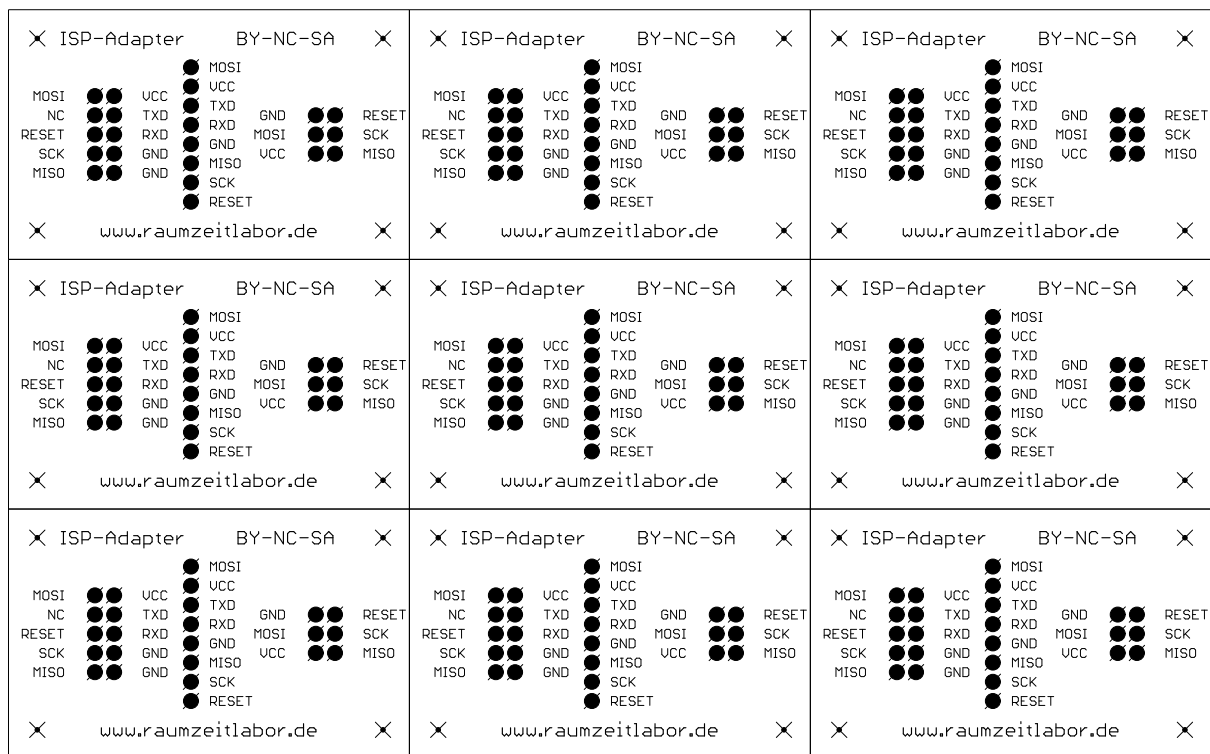 ISP-Adapter BY-NC-SA
MOSI
VCC
MOSI VCC
TXD
NC TXD GND RESET
RXD
RESET RXD MOSI SCK
GND
SCK GND VCC MISO
MISO
MISO GND
SCK
RESET
www.raumzeitlabor.de
ISP-Adapter BY-NC-SA
MOSI
VCC
MOSI VCC
TXD
NC TXD GND RESET
RXD
RESET RXD MOSI SCK
GND
SCK GND VCC MISO
MISO
MISO GND
SCK
RESET
www.raumzeitlabor.de
ISP-Adapter BY-NC-SA
MOSI
VCC
MOSI VCC
TXD
NC TXD GND RESET
RXD
RESET RXD MOSI SCK
GND
SCK GND VCC MISO
MISO
MISO GND
SCK
RESET
www.raumzeitlabor.de
ISP-Adapter BY-NC-SA
MOSI
VCC
MOSI VCC
TXD
NC TXD GND RESET
RXD
RESET RXD MOSI SCK
GND
SCK GND VCC MISO
MISO
MISO GND
SCK
RESET
www.raumzeitlabor.de
ISP-Adapter BY-NC-SA
MOSI
VCC
MOSI VCC
TXD
NC TXD GND RESET
RXD
RESET RXD MOSI SCK
GND
SCK GND VCC MISO
MISO
MISO GND
SCK
RESET
www.raumzeitlabor.de
ISP-Adapter BY-NC-SA
MOSI
VCC
MOSI VCC
TXD
NC TXD GND RESET
RXD
RESET RXD MOSI SCK
GND
SCK GND VCC MISO
MISO
MISO GND
SCK
RESET
www.raumzeitlabor.de
ISP-Adapter BY-NC-SA
MOSI
VCC
MOSI VCC
TXD
NC TXD GND RESET
RXD
RESET RXD MOSI SCK
GND
SCK GND VCC MISO
MISO
MISO GND
SCK
RESET
www.raumzeitlabor.de
ISP-Adapter BY-NC-SA
MOSI
VCC
MOSI VCC
TXD
NC TXD GND RESET
RXD
RESET RXD MOSI SCK
GND
SCK GND VCC MISO
MISO
MISO GND
SCK
RESET
www.raumzeitlabor.de
ISP-Adapter BY-NC-SA
MOSI
VCC
MOSI VCC
TXD
NC TXD GND RESET
RXD
RESET RXD MOSI SCK
GND
SCK GND VCC MISO
MISO
MISO GND
SCK
RESET
www.raumzeitlabor.de